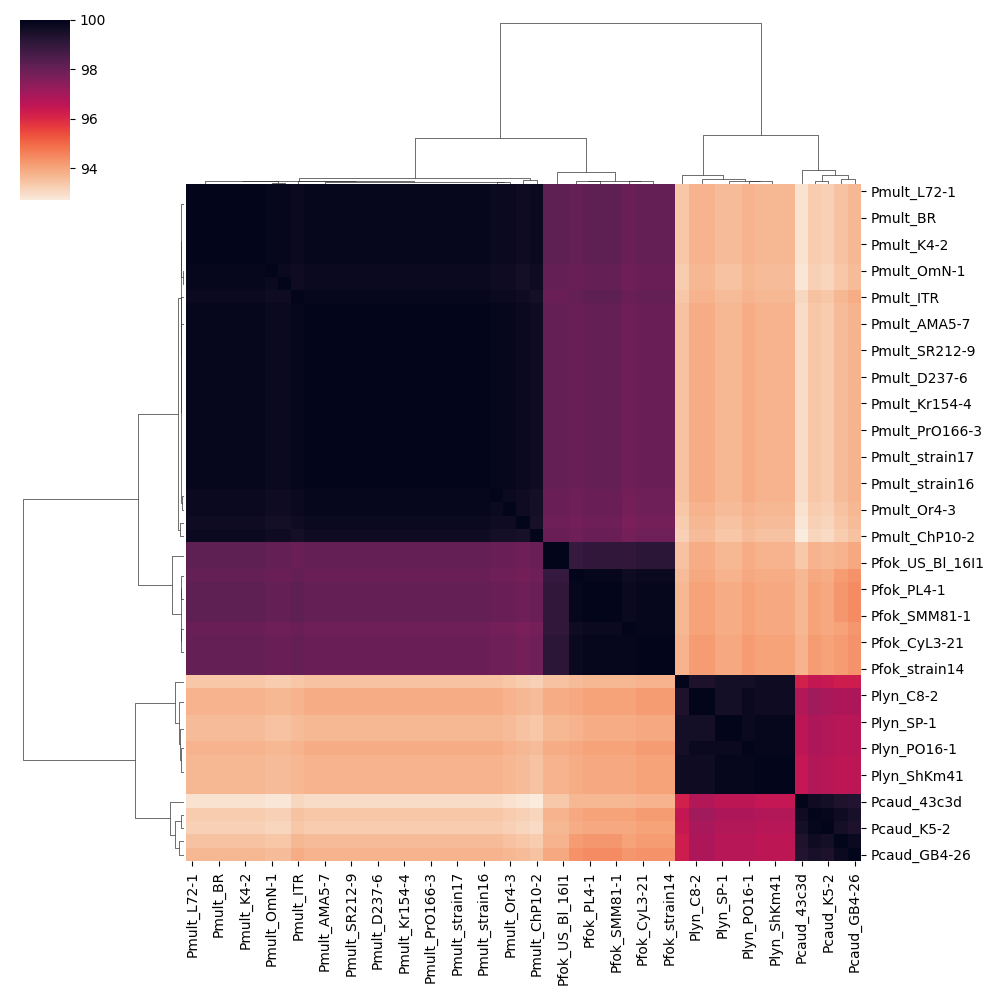 100
98
96
94
Pmult_L72-1
Pmult_BR
Pmult_K4-2
Pmult_OmN-1
Pmult_ITR
Pmult_AMA5-7
Pmult_SR212-9
Pmult_D237-6
Pmult_Kr154-4
Pmult_PrO166-3
Pmult_strain17
Pmult_strain16
Pmult_Or4-3
Pmult_ChP10-2
Pfok_US_Bl_16I1
Pfok_PL4-1
Pfok_SMM81-1
Pfok_CyL3-21
Pfok_strain14
Plyn_C8-2
Plyn_SP-1
Plyn_PO16-1
Plyn_ShKm41
Pcaud_43c3d
Pcaud_K5-2
Pcaud_GB4-26
Pmult_L72-1
Pmult_BR
Pmult_K4-2
Pmult_OmN-1
Pmult_ITR
Pmult_AMA5-7
Pmult_SR212-9
Pmult_D237-6
Pmult_Kr154-4
Pmult_PrO166-3
Pmult_strain17
Pmult_strain16
Pmult_Or4-3
Pmult_ChP10-2
Pfok_US_Bl_16I1
Pfok_PL4-1
Pfok_SMM81-1
Pfok_CyL3-21
Pfok_strain14
Plyn_C8-2
Plyn_SP-1
Plyn_PO16-1
Plyn_ShKm41
Pcaud_43c3d
Pcaud_K5-2
Pcaud_GB4-26